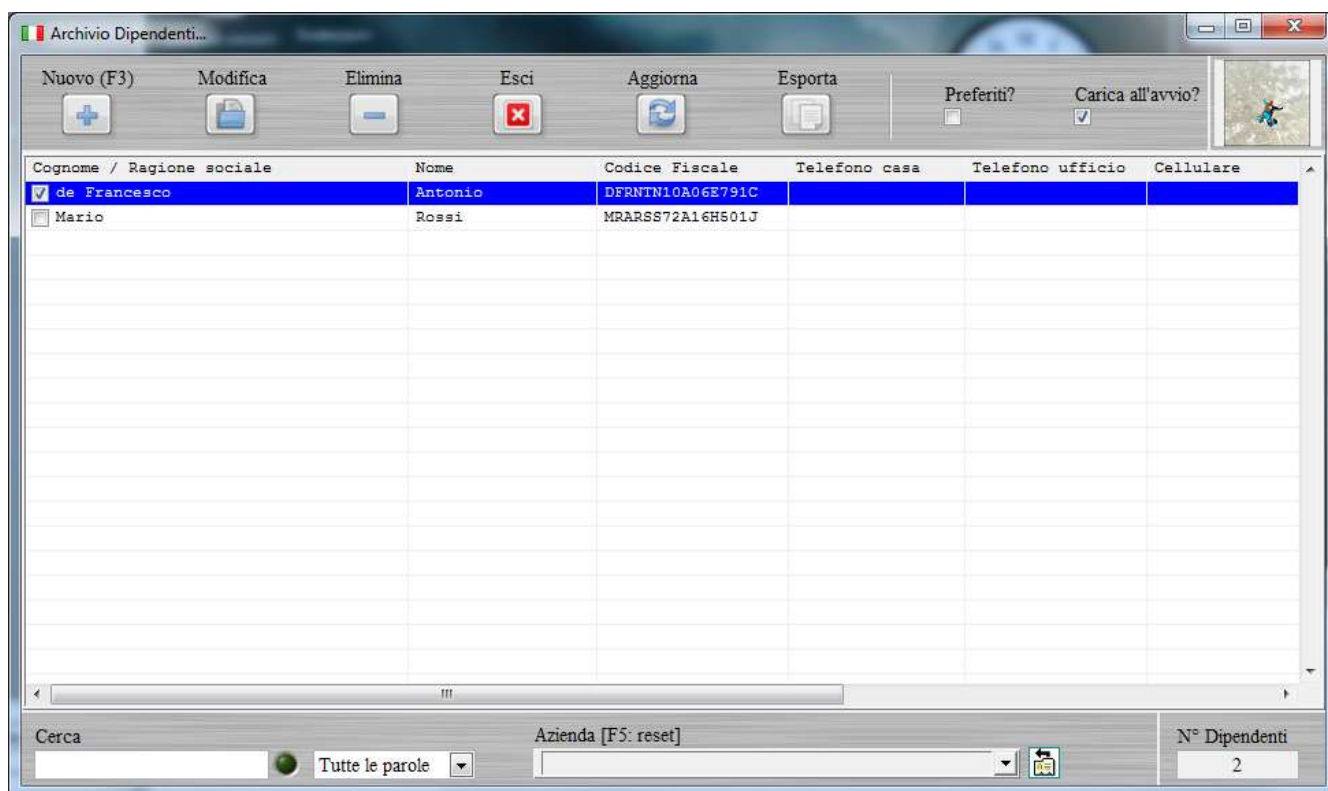 Archivio Dipendenti...
Nuovo (F3) Modifica Elimina Esci Aggiorna Esporta Preferiti? Carica all'avvio?
Cognome / Ragione sociale Nome Codice Fiscale Telefono casa Telefono ufficio Cellulare
de Francesco Antonio DFRNTN10A06E791C
Mario Rossi MRARSS72A16H501J
Cerca Azienda [F5: reset] N° Dipendenti
Tutte le parole 2